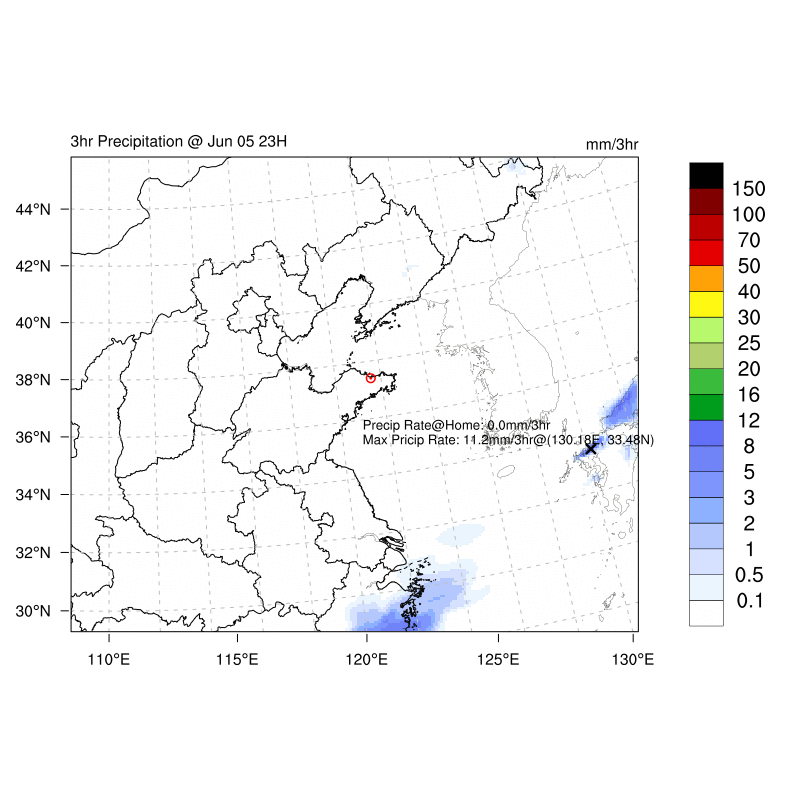 3hr Precipitation @ Jun 05 23H
mm/3hr
44°N
42°N
40°N
38°N
36°N
34°N
32°N
30°N
110°E
115°E
120°E
125°E
130°E
Precip Rate@Home: 0.0mm/3hr
Max Pricip Rate: 11.2mm/3hr@(130.18E, 33.48N)
150
100
70
50
40
30
25
20
16
12
8
5
3
2
1
0.5
0.1